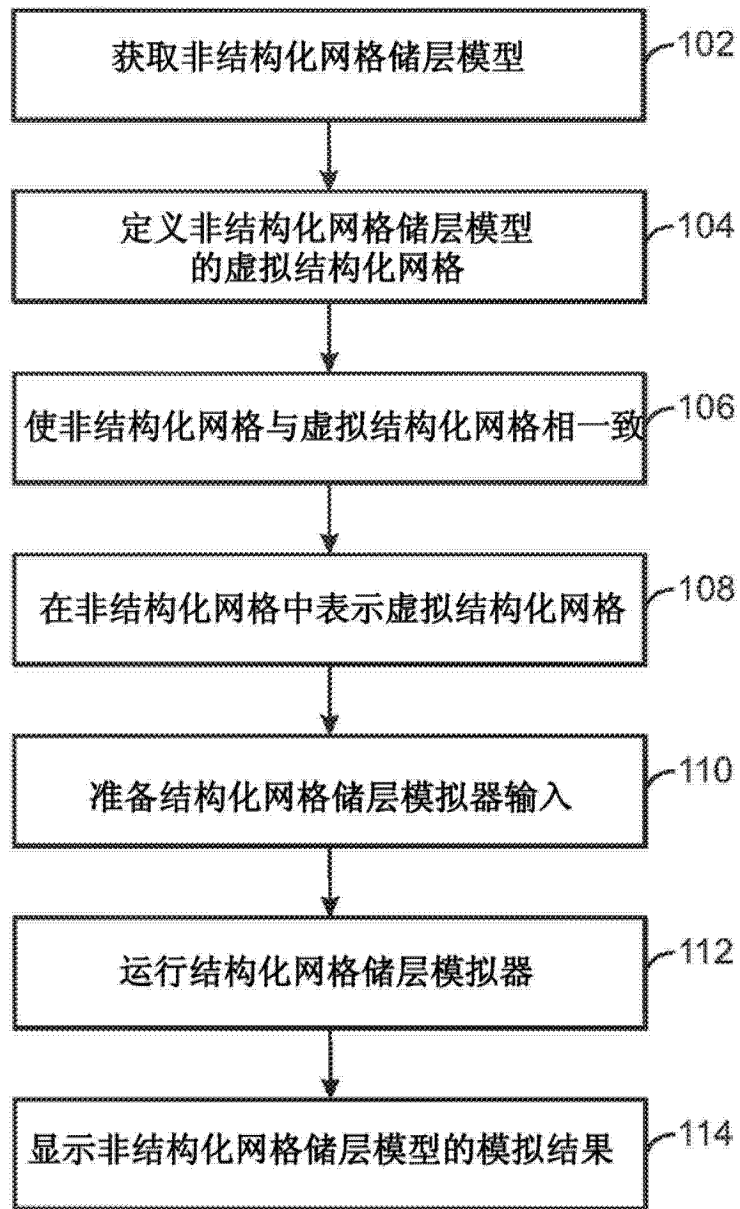 获取非结构化网格储层模型
102
定义非结构化网格储层模型
的虚拟结构化网格
104
使非结构化网格与虚拟结构化网格相一致
106
在非结构化网格中表示虚拟结构化网格
108
准备结构化网格储层模拟器输入
110
运行结构化网格储层模拟器
112
显示非结构化网格储层模型的模拟结果
114